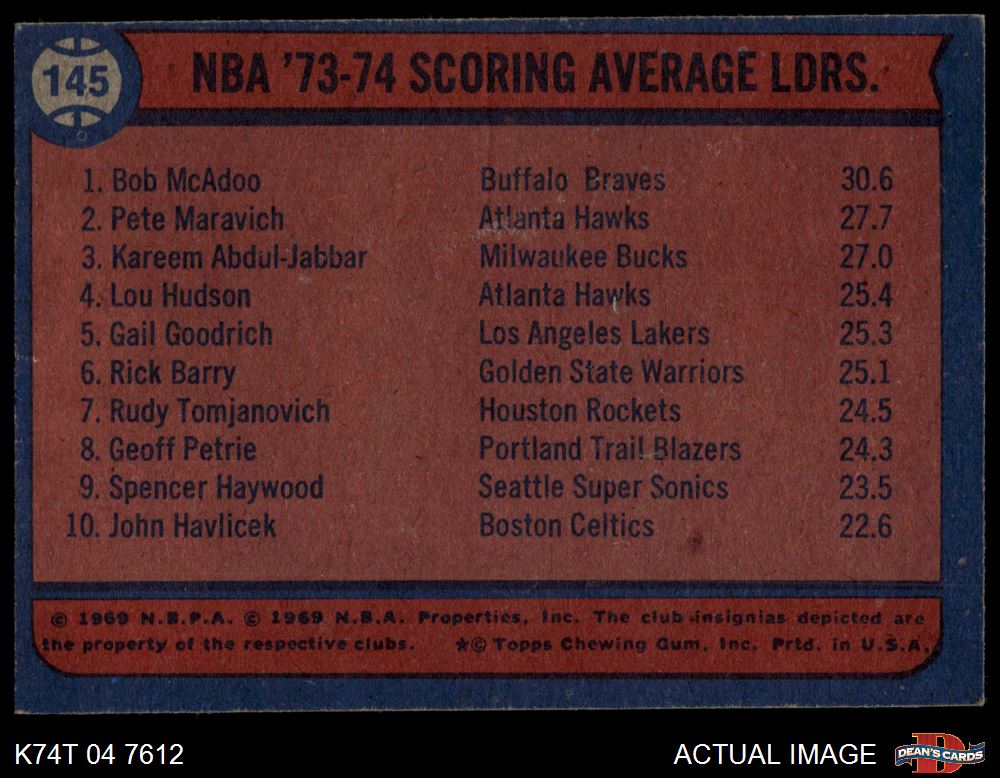 145
NBA '73-74 SCORING AVERAGE LDRS.
1. Bob McAdoo Buffalo Braves 30.6
2. Pete Maravich Atlanta Hawks 27.7
3. Kareem Abdul-Jabbar Milwaukee Bucks 27.0
4. Lou Hudson Atlanta Hawks 25.4
5. Gail Goodrich Los Angeles Lakers 25.3
6. Rick Barry Golden State Warriors 25.1
7. Rudy Tomjanovich Houston Rockets 24.5
8. Geoff Petrie Portland Trail Blazers 24.3
9. Spencer Haywood Seattle Super Sonics 23.5
10. John Havlicek Boston Celtics 22.6
© 1969 N.B.P.A. © 1969 N.B.A. Properties, Inc. The club insignias depicted are
the property of the respective clubs. *© Topps Chewing Gum, Inc. Prtd. in U.S.A.
K74T 04 7612 ACTUAL IMAGE DEAN'S CARDS